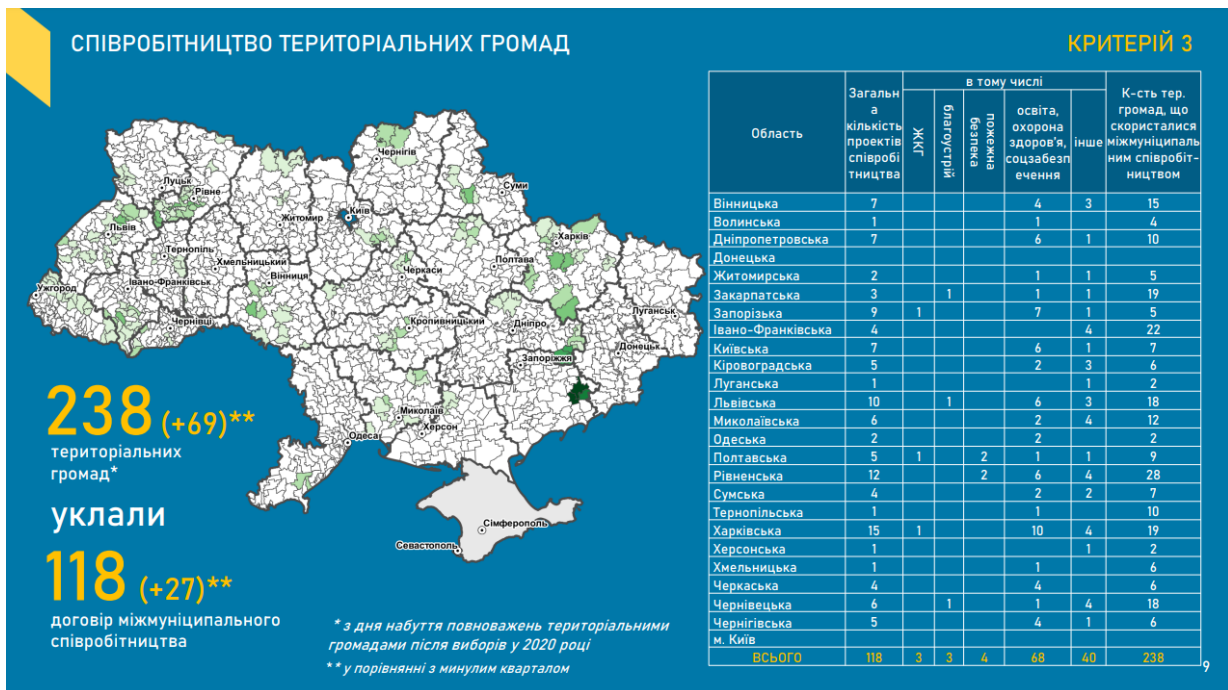 СПІВРОБІТНИЦТВО ТЕРИТОРІАЛЬНИХ ГРОМАД
КРИТЕРІЙ 3
Чернігів
Луцьк
Рівне
Суми
Житомир
Київ
Львів
Харків
Тернопіль
Полтава
Хмельницький
Черкаси
Вінниця
Івано-Франківськ
Ужгород
Луганськ
Чернівці
Кропивницький
Дніпро
Донецьк
Запоріжжя
Миколаїв
Херсон
Одеса
Сімферополь
Севастополь
238 (+69)**
територіальних
громад*
уклали
118 (+27)**
договір міжмуніципального
співробітництва
* з дня набуття повноважень територіальними
громадами після виборів у 2020 році
** у порівнянні з минулим кварталом
Область
Загальн
а
кількість
проектів
співробі
тництва
в тому числі
ЖКГ
благоустрій
пожежна
безпека
освіта,
охорона
здоров'я,
соцзабезп
ечення
інше
К-сть тер.
громад, що
скористалися
міжмуніципаль
ним співробіт-
ництвом
Вінницька 7 4 3 15
Волинська 1 1 4
Дніпропетровська 7 6 1 10
Донецька
Житомирська 2 1 1 5
Закарпатська 3 1 1 1 19
Запорізька 9 1 7 1 5
Івано-Франківська 4 4 22
Київська 7 6 1 7
Кіровоградська 5 2 3 6
Луганська 1 1 2
Львівська 10 1 6 3 18
Миколаївська 6 2 4 12
Одеська 2 2 2
Полтавська 5 1 2 1 1 9
Рівненська 12 2 6 4 28
Сумська 4 2 2 7
Тернопільська 1 1 10
Харківська 15 1 10 4 19
Херсонська 1 1 2
Хмельницька 1 1 6
Черкаська 4 4 6
Чернівецька 6 1 1 4 18
Чернігівська 5 4 1 6
м. Київ
ВСЬОГО 118 3 3 4 68 40 238
9